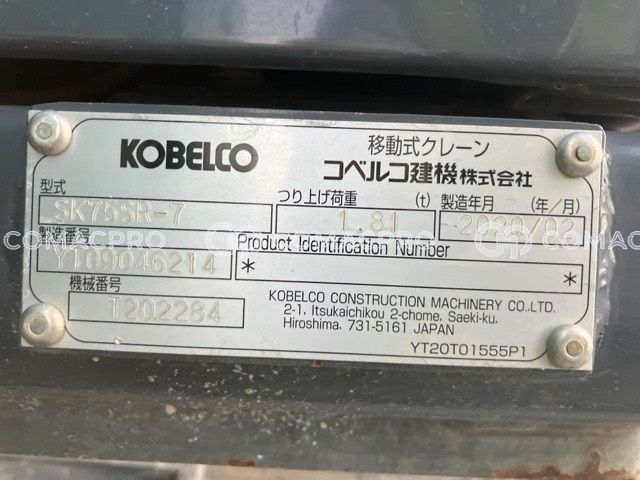 KOBELCO
移動式クレーン
コベルコ建機株式会社
型式
SK75SR-7
つり上げ荷重 (t)
1.81
製造年月 (年/月)
2020/02
製造番号
Y109046214
Product Identification Number
* *
機械番号
T202284
KOBELCO CONSTRUCTION MACHINERY CO.,LTD.
2-1, Itsukaichikou 2-chome, Saeki-ku,
Hiroshima, 731-5161 JAPAN
YT20T01555P1
COMACPRO
COMACPRO
COMACPRO